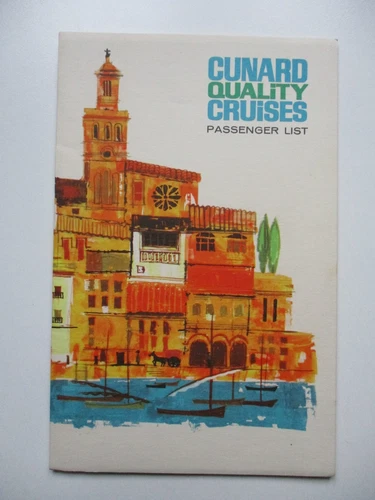 CUNARD
QUALiTY
CRUiSES
PASSENGER LIST